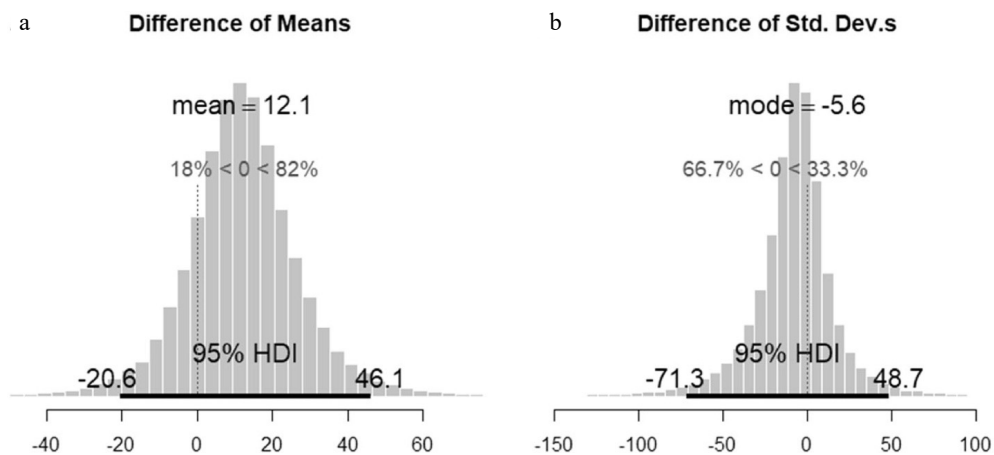 a
Difference of Means
mean = 12.1
18% < 0 < 82%
95% HDI
-20.6
46.1
-40 -20 0 20 40 60
b
Difference of Std. Dev.s
mode = -5.6
66.7% < 0 < 33.3%
95% HDI
-71.3
48.7
-150 -100 -50 0 50 100